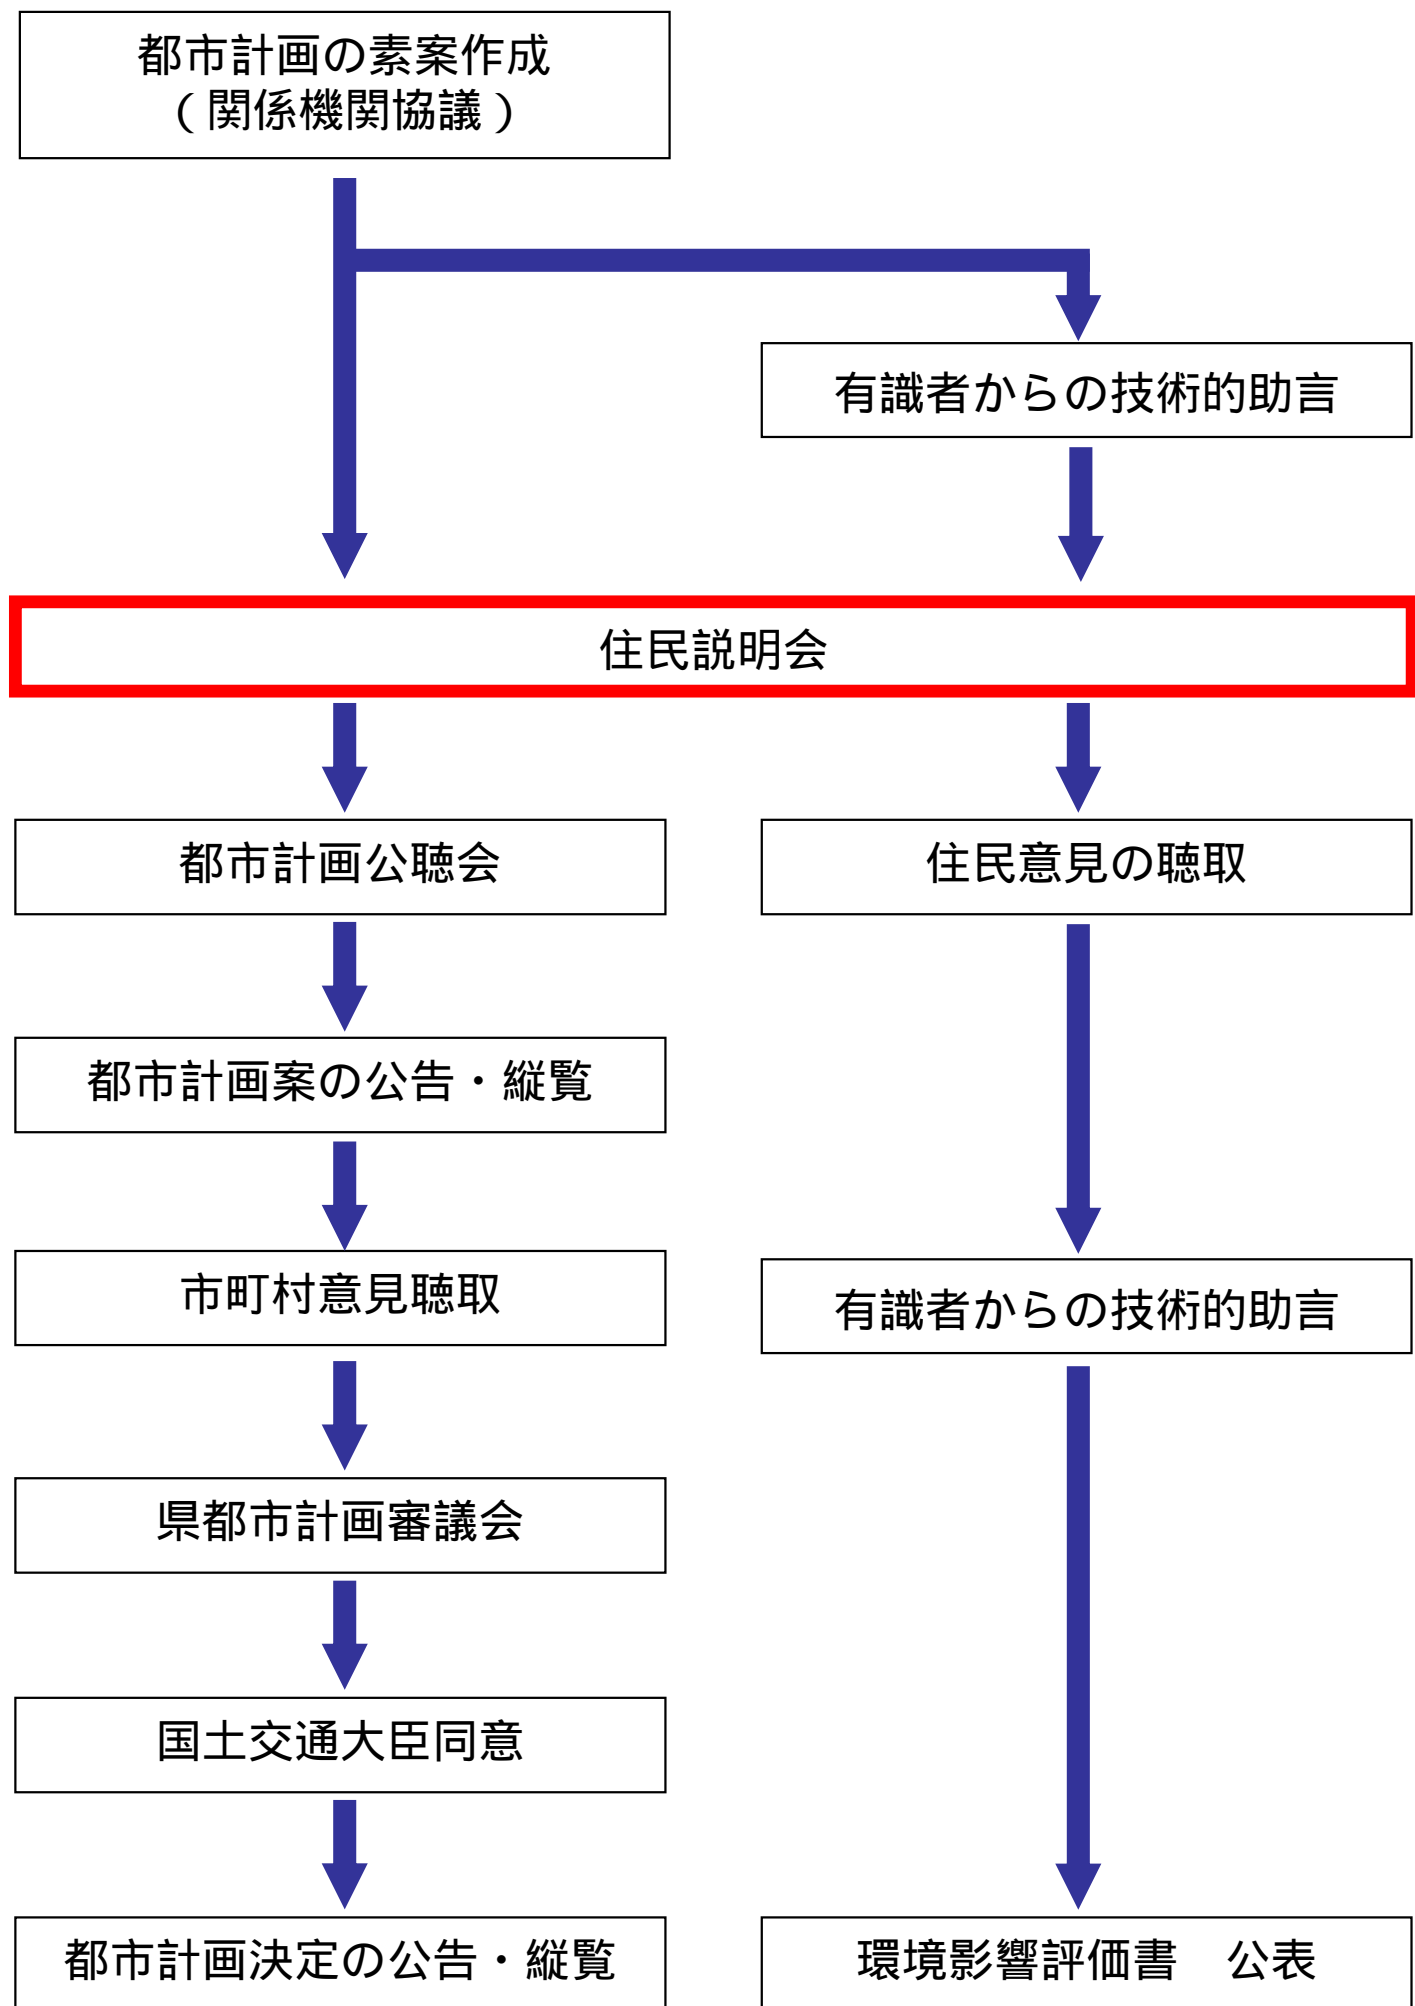 都市計画の素案作成
(関係機関協議)
有識者からの技術的助言
住民説明会
都市計画公聴会
住民意見の聴取
都市計画案の公告・縦覧
市町村意見聴取
有識者からの技術的助言
県都市計画審議会
国土交通大臣同意
都市計画決定の公告・縦覧
環境影響評価書　公表